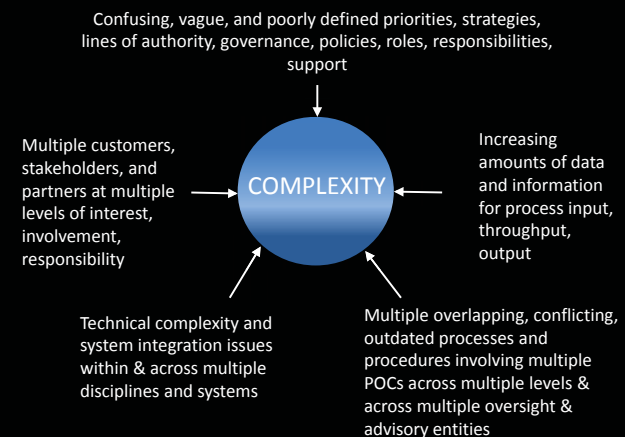 Confusing, vague, and poorly defined priorities, strategies,
lines of authority, governance, policies, roles, responsibilities,
support
Multiple customers,
stakeholders, and
partners at multiple
levels of interest,
involvement,
responsibility
COMPLEXITY
Increasing
amounts of data
and information
for process input,
throughput,
output
Technical complexity and
system integration issues
within & across multiple
disciplines and systems
Multiple overlapping, conflicting,
outdated processes and
procedures involving multiple
POCs across multiple levels &
across multiple oversight &
advisory entities